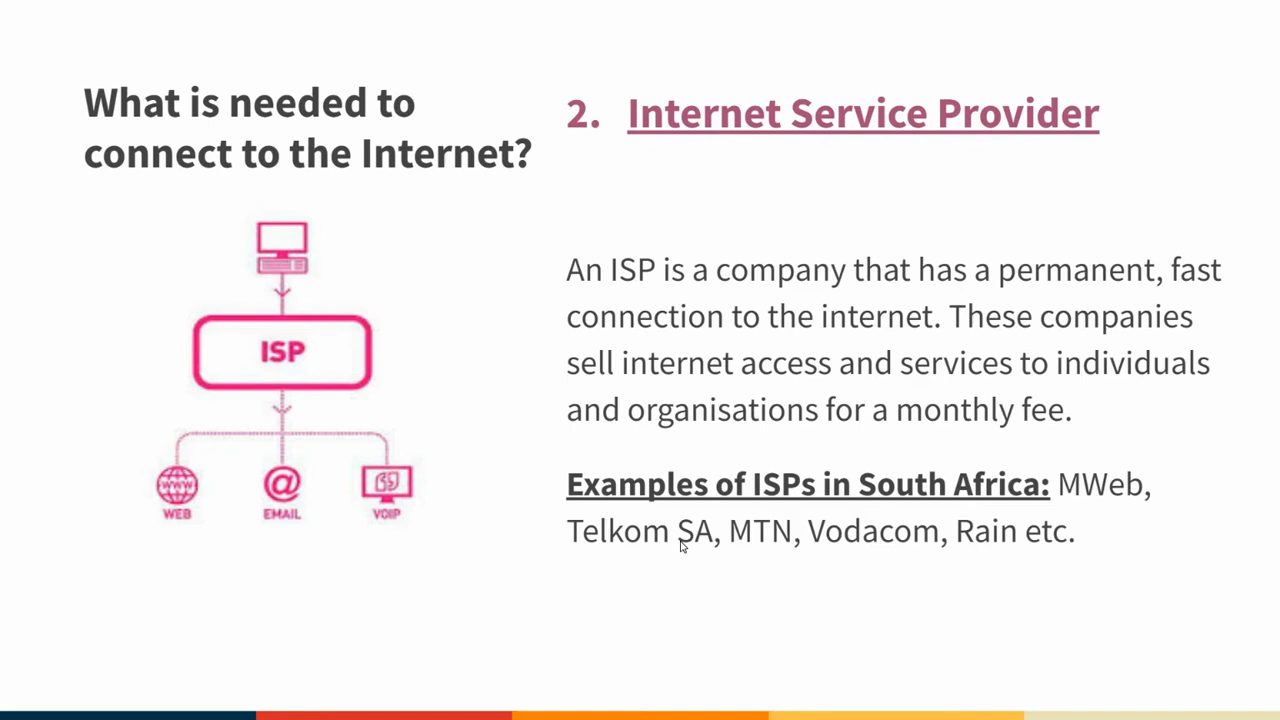 What is needed to
connect to the Internet?
ISP
WWW
@
WEB
EMAIL
VOIP
2. Internet Service Provider
An ISP is a company that has a permanent, fast
connection to the internet. These companies
sell internet access and services to individuals
and organisations for a monthly fee.
Examples of ISPs in South Africa: MWeb,
Telkom SA, MTN, Vodacom, Rain etc.